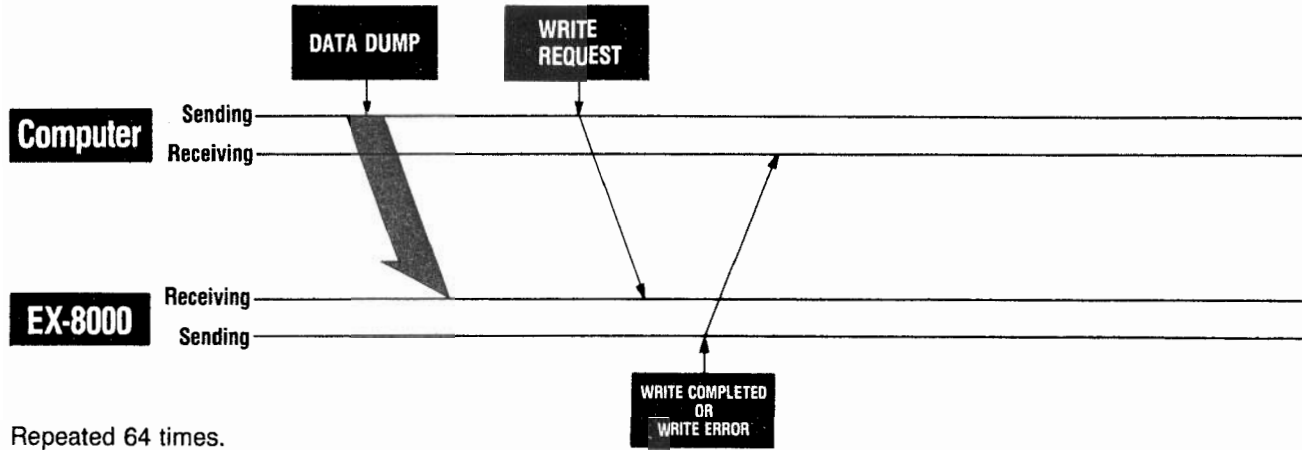 DATA DUMP
WRITE
REQUEST
Computer
Sending
Receiving
EX-8000
Receiving
Sending
WRITE COMPLETED
OR
WRITE ERROR
Repeated 64 times.